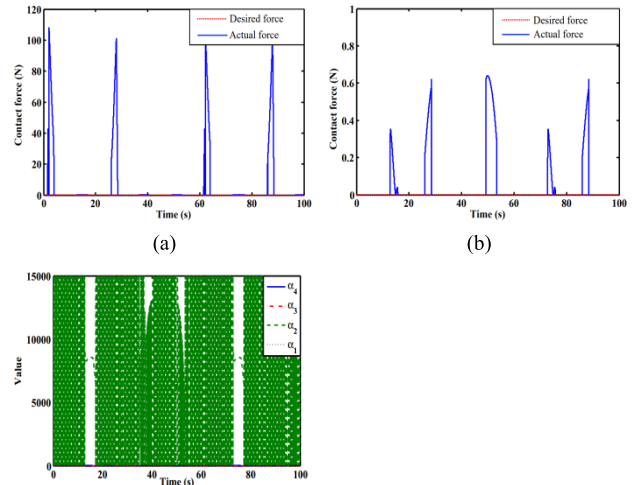 120
100
80
60
40
20
0
Contact force (N)
Desired force
Actual force
0 20 40 60 80 100
Time (s)
(a)
1
0.8
0.6
0.4
0.2
0
Contact force (N)
Desired force
Actual force
0 20 40 60 80 100
Time (s)
(b)
15000
10000
5000
0
Value
α4
α3
α2
α1
0 20 40 60 80 100
Time (s)